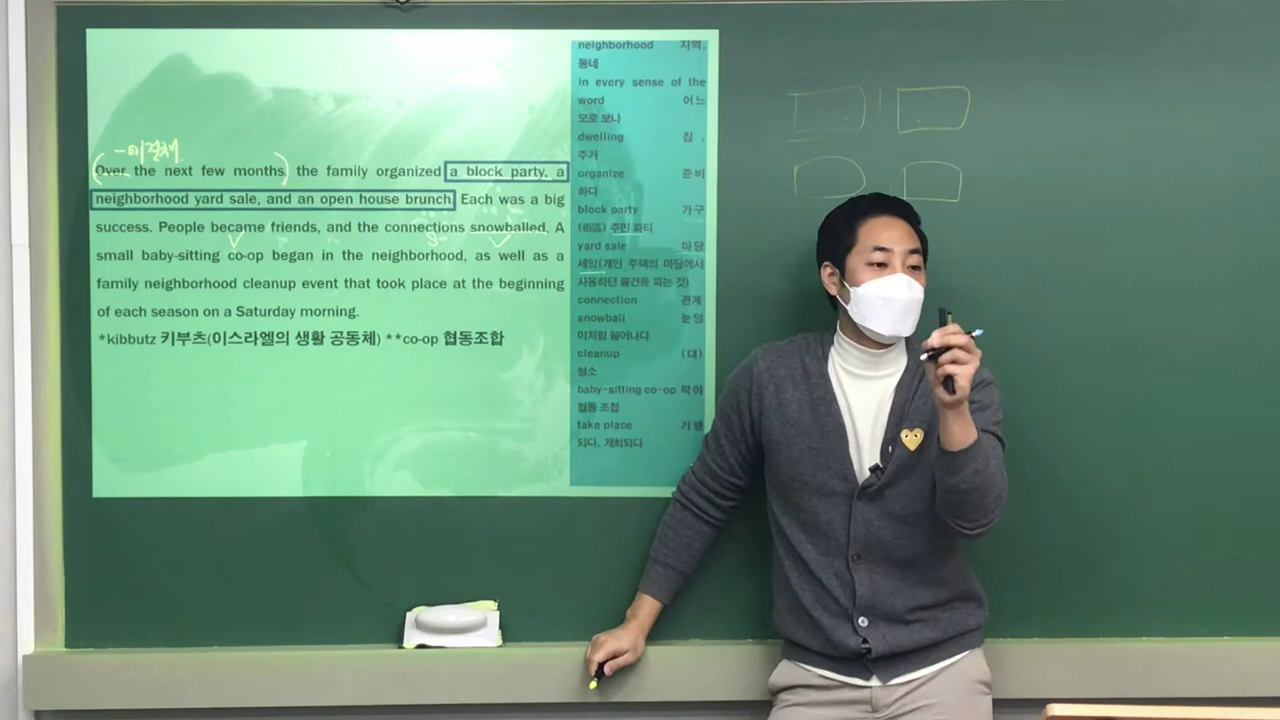 Over the next few months, the family organized a block party, a
neighborhood yard sale, and an open house brunch. Each was a big
success. People became friends, and the connections snowballed. A
small baby-sitting co-op began in the neighborhood, as well as a
family neighborhood cleanup event that took place at the beginning
of each season on a Saturday morning.
*kibbutz 키부츠(이스라엘의 생활 공동체) **co-op 협동조합
neighborhood 지역,
동네
in every sense of the
word 어느
모로 보나
dwelling 집,
주거
organize 준비
하다
block party 가구
(街區) 주민 파티
yard sale 마당
세일(개인 주택의 마당에서
사용하던 물건을 파는 것)
connection 관계
snowball 눈덩
이처럼 불어나다
cleanup (대)
청소
baby-sitting co-op 탁아
협동 조합
take place 거행
되다, 개최되다